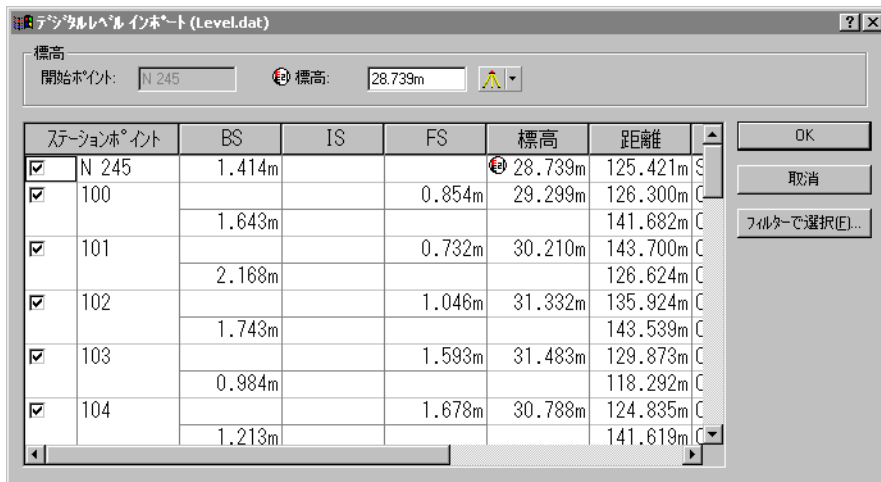 デジタルレベル インポート (Level.dat)
標高
開始ポイント: N 245 標高: 28.739m
ステーションポイント BS IS FS 標高 距離
N 245 1.414m 28.739m 125.421m S
100 0.854m 29.299m 126.300m
1.643m 141.682m
101 0.732m 30.210m 143.700m
2.168m 126.624m
102 1.046m 31.332m 135.924m
1.743m 143.539m
103 1.593m 31.483m 129.873m
0.984m 118.292m
104 1.678m 30.788m 124.835m
1.213m 141.619m
OK
取消
フィルターで選択(F)...